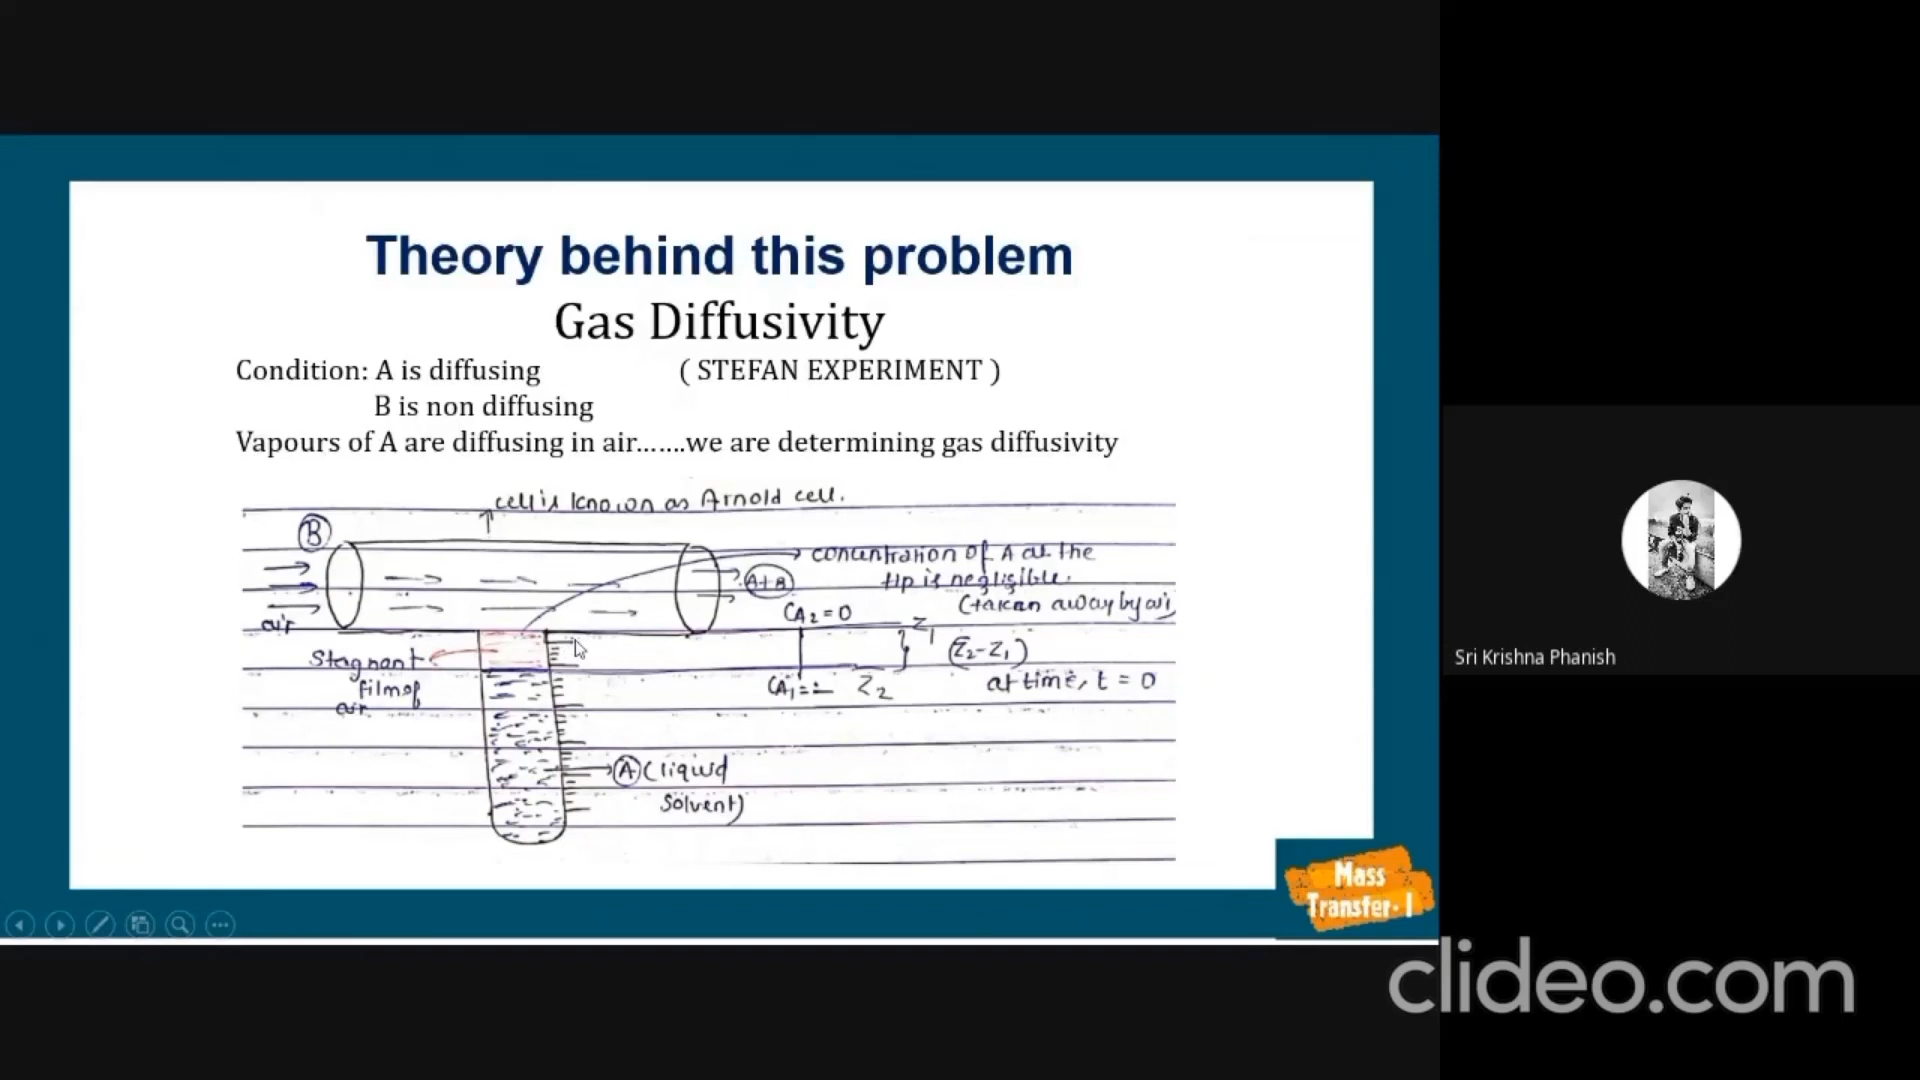 Theory behind this problem
Gas Diffusivity
Condition: A is diffusing ( STEFAN EXPERIMENT )
B is non diffusing
Vapours of A are diffusing in air.......we are determining gas diffusivity
cell is known as Arnold cell.
B
concentration of A at the
tip is negligible.
A+B
(takan away by air)
air
CA2=0
Z1
(Z2-Z1)
Stagnant
film of
air
CA1=
Z2
at time, t = 0
A (liquid
solvent)
Mass
Transfer-I
Sri Krishna Phanish
clideo.com